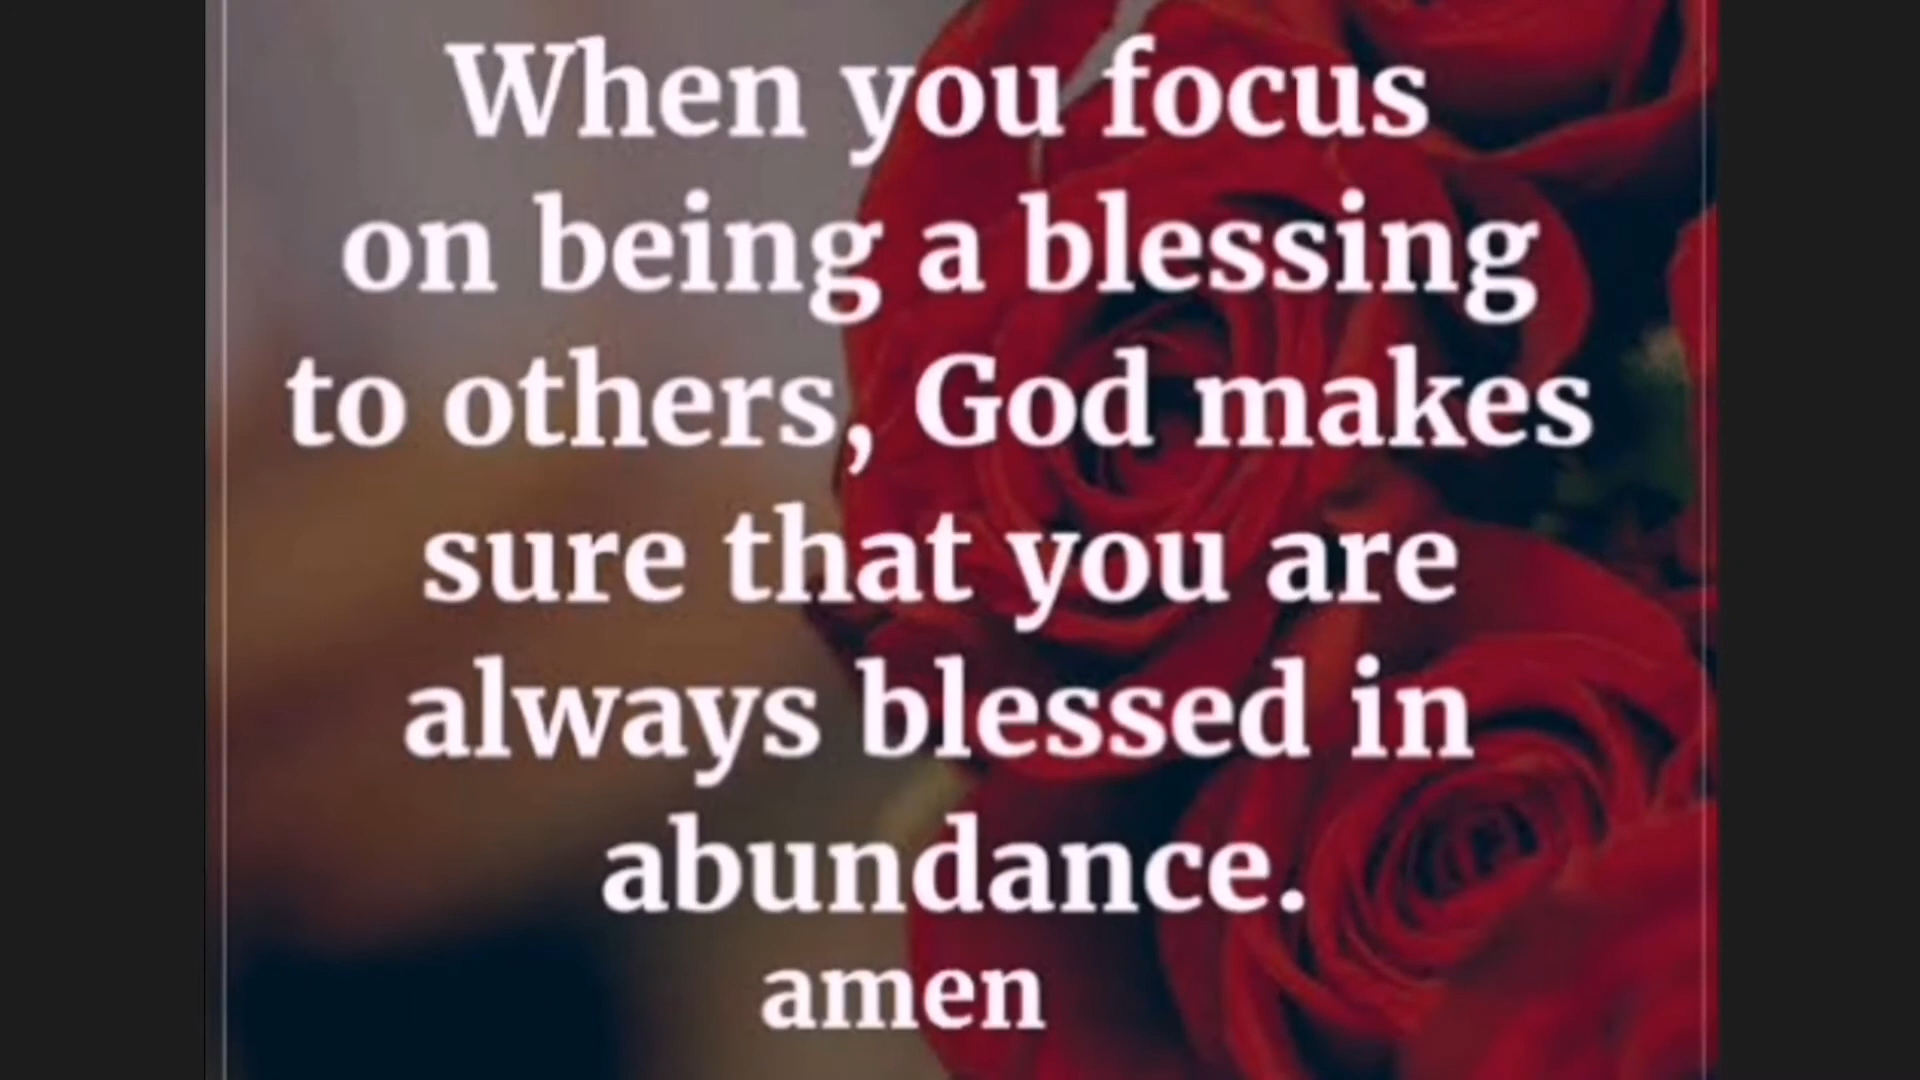 When you focus
on being a blessing
to others, God makes
sure that you are
always blessed in
abundance.
amen